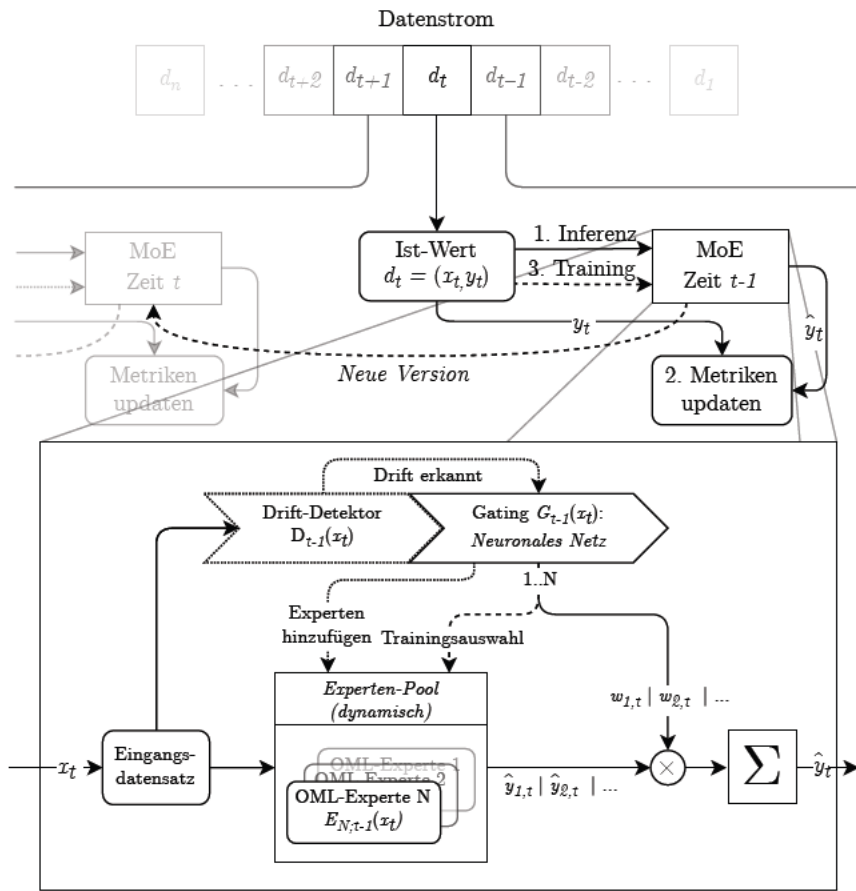 Datenstrom
dₙ . . . dₜ₊₂ dₜ₊₁ dₜ dₜ₋₁ dₜ₋₂ . . . d₁
MoE
Zeit t
Metriken
updaten
Ist-Wert
dₜ = (xₜ,yₜ)
1. Inferenz
3. Training
MoE
Zeit t-1
yₜ
ŷₜ
Neue Version
2. Metriken
updaten
Drift erkannt
Drift-Detektor
Dₜ₋₁(xₜ)
Gating Gₜ₋₁(xₜ):
Neuronales Netz
1..N
Experten
hinzufügen
Trainingsauswahl
Experten-Pool
(dynamisch)
w₁,ₜ | w₂,ₜ | ...
xₜ
Eingangs-
datensatz
OML-Experte 1
OML-Experte 2
OML-Experte N
E_N;ₜ₋₁(xₜ)
ŷ₁,ₜ | ŷ₂,ₜ | ...
×
Σ
ŷₜ